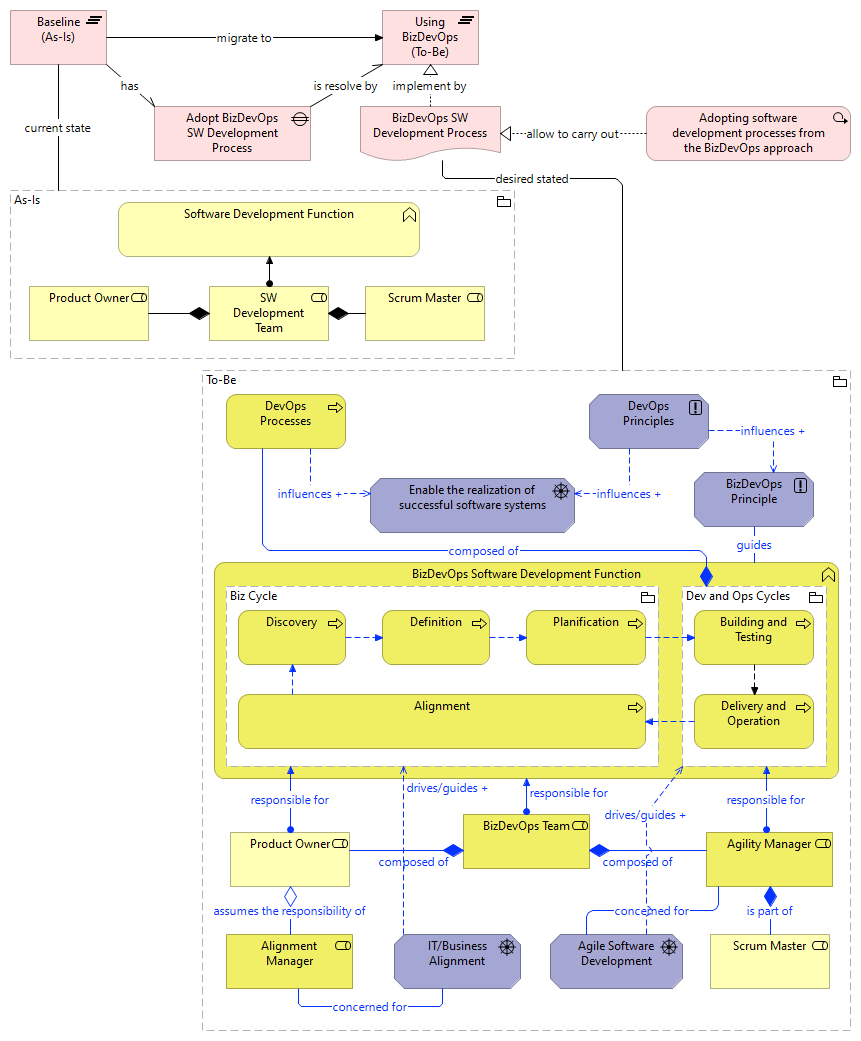 Baseline
(As-Is)
migrate to
Using
BizDevOps
(To-Be)
has
is resolve by
implement by
current state
Adopt BizDevOps
SW Development
Process
BizDevOps SW
Development Process
allow to carry out
Adopting software
development processes from
the BizDevOps approach
desired stated
As-Is
Software Development Function
Product Owner
SW
Development
Team
Scrum Master
To-Be
DevOps
Processes
DevOps
Principles
influences +
influences +
influences +
Enable the realization of
successful software systems
BizDevOps
Principle
guides
composed of
BizDevOps Software Development Function
Biz Cycle
Dev and Ops Cycles
Discovery
Definition
Planification
Building and
Testing
Alignment
Delivery and
Operation
responsible for
drives/guides +
responsible for
drives/guides +
responsible for
Product Owner
composed of
BizDevOps Team
composed of
Agility Manager
assumes the responsibility of
concerned for
is part of
Alignment
Manager
IT/Business
Alignment
Agile Software
Development
Scrum Master
concerned for